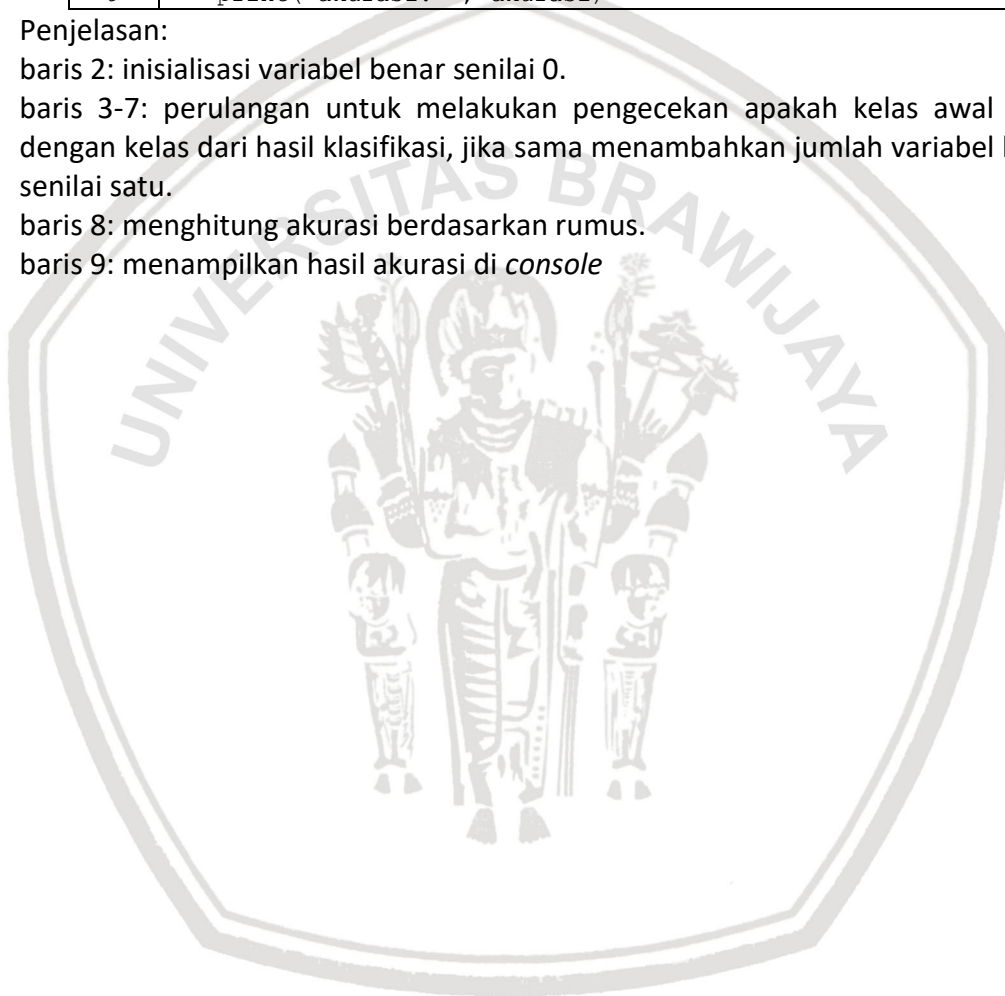 Penjelasan:
baris 2: inisialisasi variabel benar senilai 0.
baris 3-7: perulangan untuk melakukan pengecekan apakah kelas awal
dengan kelas dari hasil klasifikasi, jika sama menambahkan jumlah variabel
senilai satu.
baris 8: menghitung akurasi berdasarkan rumus.
baris 9: menampilkan hasil akurasi di console
UNIVERSITAS BRAWIJAYA